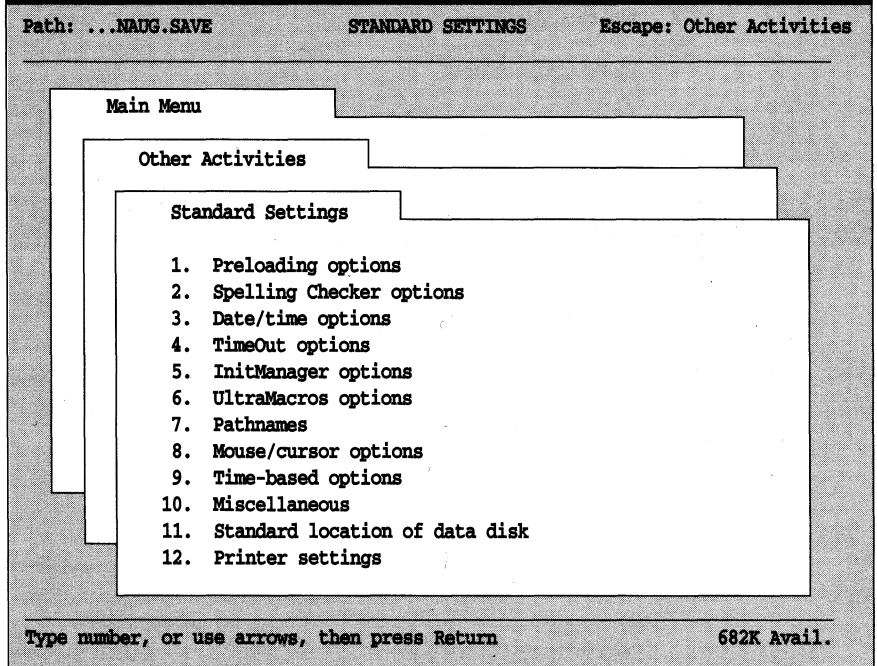 Path: ...NAUG.SAVE STANDARD SETTINGS Escape: Other Activities
Main Menu
Other Activities
Standard Settings
1. Preloading options
2. Spelling Checker options
3. Date/time options
4. TimeOut options
5. InitManager options
6. UltraMacros options
7. Pathnames
8. Mouse/cursor options
9. Time-based options
10. Miscellaneous
11. Standard location of data disk
12. Printer settings
Type number, or use arrows, then press Return 682K Avail.